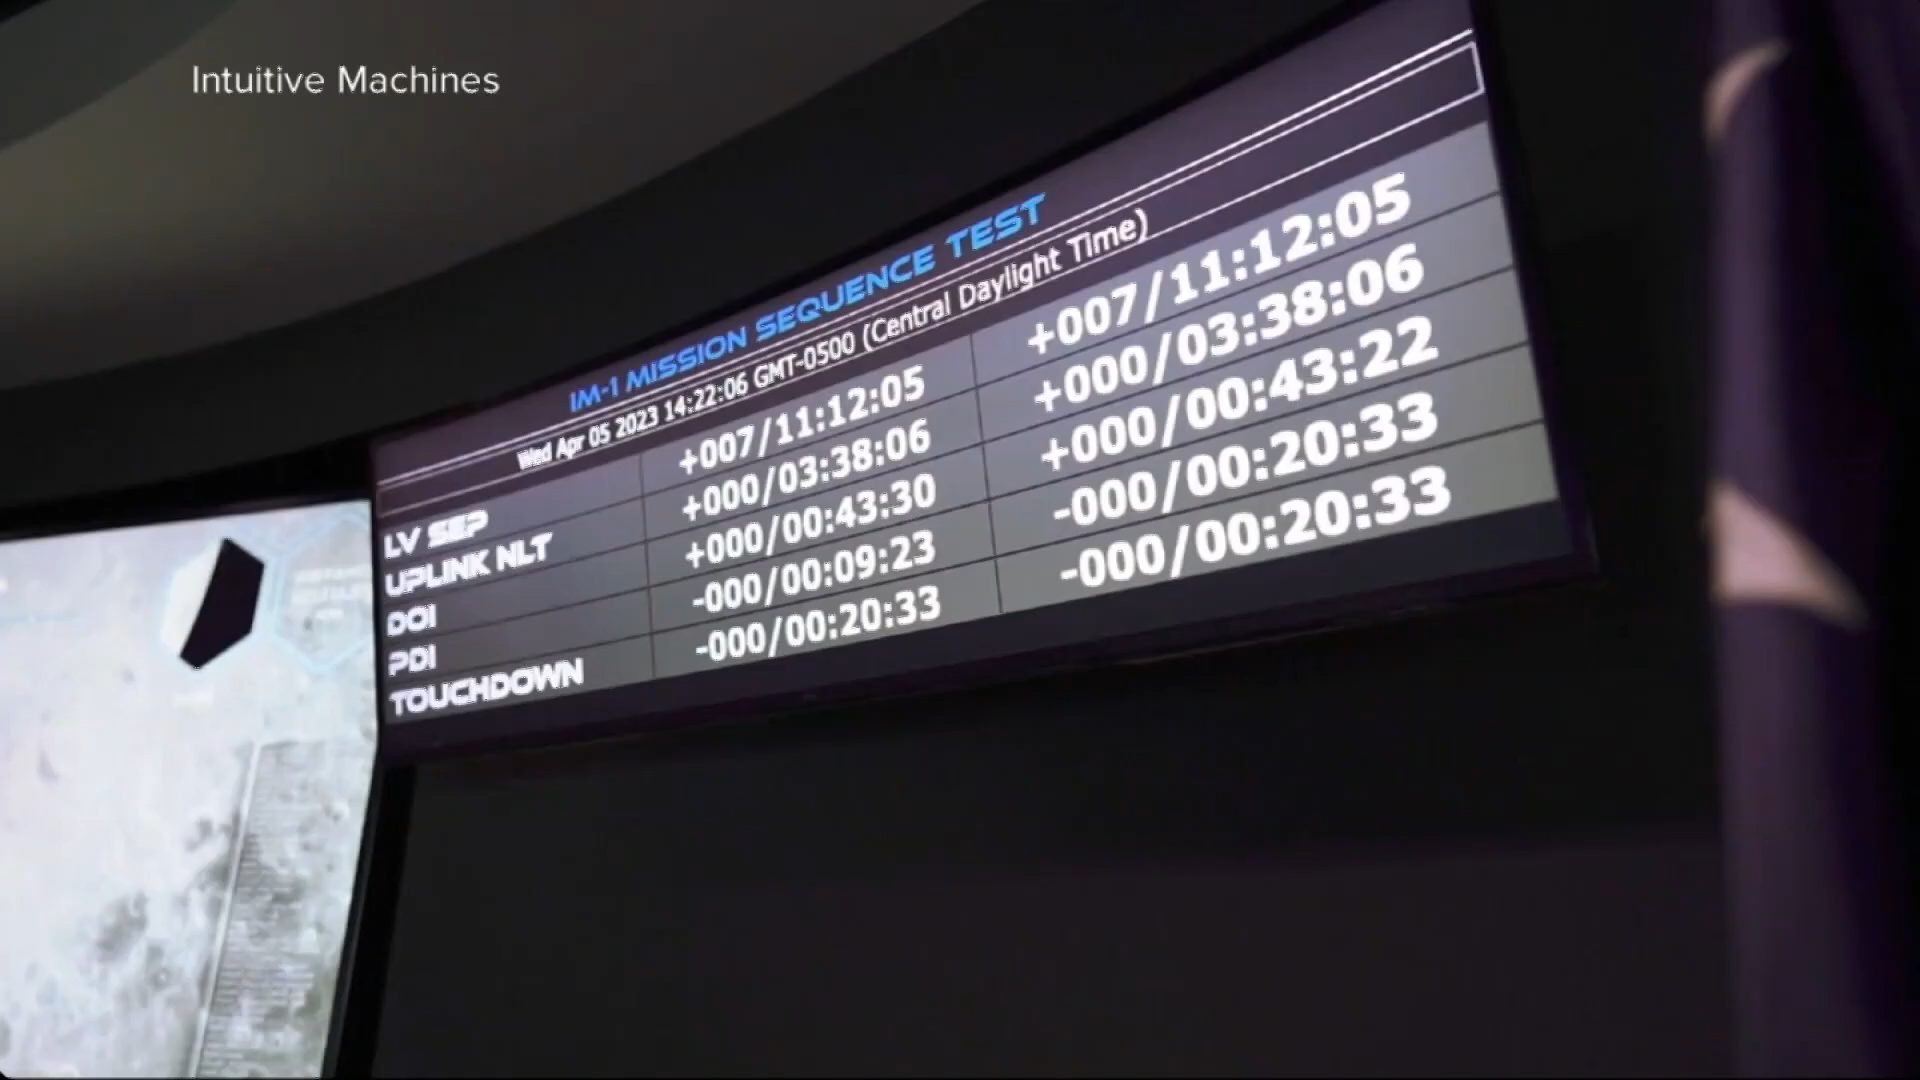 Intuitive Machines
IM-1 MISSION SEQUENCE TEST
Wed Apr 05 2023 14:22:06 GMT-0500 (Central Daylight Time)
LV SEP +007/11:12:05 +007/11:12:05
UPLINK NLT +000/03:38:06 +000/03:38:06
DOI +000/00:43:30 +000/00:43:22
PDI -000/00:09:23 -000/00:20:33
TOUCHDOWN -000/00:20:33 -000/00:20:33